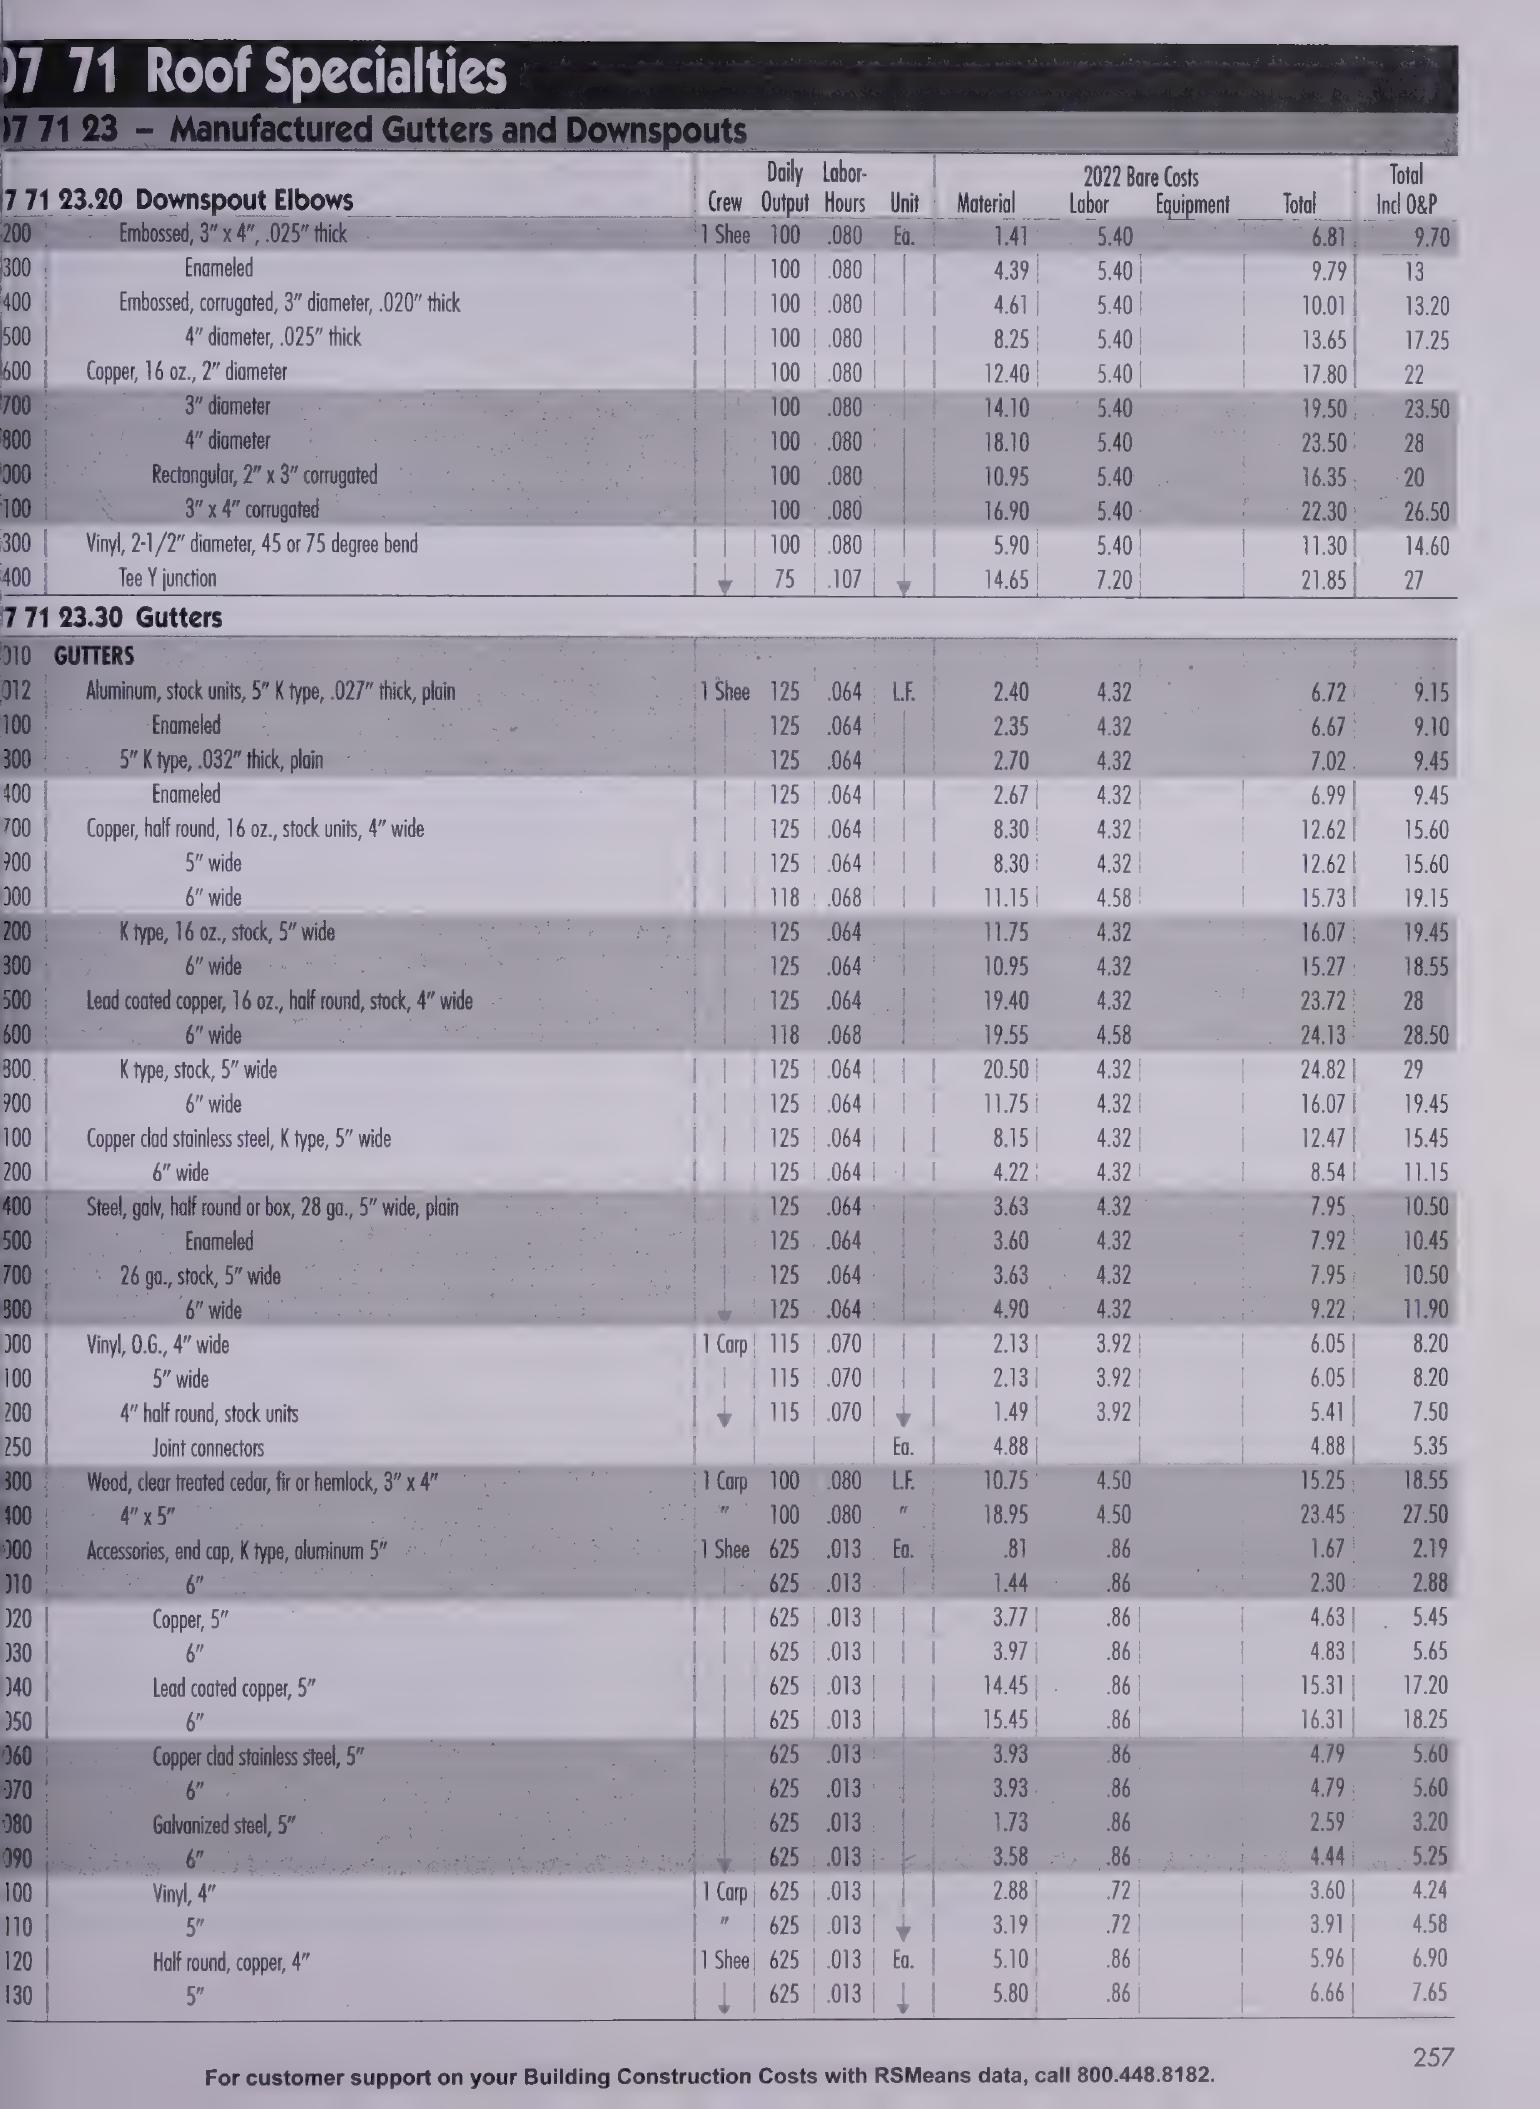 07 71 Roof Specialties
07 71 23 – Manufactured Gutters and Downspouts
Daily Labor- 2022 Bare Costs Total
7 71 23.20 Downspout Elbows Crew Output Hours Unit Material Labor Equipment Total Incl O&P
200 Embossed, 3" x 4", .025" thick 1 Shee 100 .080 Ea. 1.41 5.40 6.81 9.70
300 Enameled 100 .080 4.39 5.40 9.79 13
400 Embossed, corrugated, 3" diameter, .020" thick 100 .080 4.61 5.40 10.01 13.20
500 4" diameter, .025" thick 100 .080 8.25 5.40 13.65 17.25
600 Copper, 16 oz., 2" diameter 100 .080 12.40 5.40 17.80 22
700 3" diameter 100 .080 14.10 5.40 19.50 23.50
800 4" diameter 100 .080 18.10 5.40 23.50 28
000 Rectangular, 2" x 3" corrugated 100 .080 10.95 5.40 16.35 20
100 3" x 4" corrugated 100 .080 16.90 5.40 22.30 26.50
300 Vinyl, 2-1/2" diameter, 45 or 75 degree bend 100 .080 5.90 5.40 11.30 14.60
400 Tee Y junction 75 .107 14.65 7.20 21.85 27
7 71 23.30 Gutters
010 GUTTERS
012 Aluminum, stock units, 5" K type, .027" thick, plain 1 Shee 125 .064 L.F. 2.40 4.32 6.72 9.15
100 Enameled 125 .064 2.35 4.32 6.67 9.10
300 5" K type, .032" thick, plain 125 .064 2.70 4.32 7.02 9.45
400 Enameled 125 .064 2.67 4.32 6.99 9.45
700 Copper, half round, 16 oz., stock units, 4" wide 125 .064 8.30 4.32 12.62 15.60
900 5" wide 125 .064 8.30 4.32 12.62 15.60
000 6" wide 118 .068 11.15 4.58 15.73 19.15
200 K type, 16 oz., stock, 5" wide 125 .064 11.75 4.32 16.07 19.45
300 6" wide 125 .064 10.95 4.32 15.27 18.55
500 Lead coated copper, 16 oz., half round, stock, 4" wide 125 .064 19.40 4.32 23.72 28
600 6" wide 118 .068 19.55 4.58 24.13 28.50
800 K type, stock, 5" wide 125 .064 20.50 4.32 24.82 29
900 6" wide 125 .064 11.75 4.32 16.07 19.45
100 Copper clad stainless steel, K type, 5" wide 125 .064 8.15 4.32 12.47 15.45
200 6" wide 125 .064 4.22 4.32 8.54 11.15
400 Steel, galv, half round or box, 28 ga., 5" wide, plain 125 .064 3.63 4.32 7.95 10.50
500 Enameled 125 .064 3.60 4.32 7.92 10.45
700 26 ga., stock, 5" wide 125 .064 3.63 4.32 7.95 10.50
800 6" wide 125 .064 4.90 4.32 9.22 11.90
000 Vinyl, O.G., 4" wide 1 Carp 115 .070 2.13 3.92 6.05 8.20
100 5" wide 115 .070 2.13 3.92 6.05 8.20
200 4" half round, stock units 115 .070 1.49 3.92 5.41 7.50
250 Joint connectors Ea. 4.88 4.88 5.35
300 Wood, clear treated cedar, fir or hemlock, 3" x 4" 1 Carp 100 .080 L.F. 10.75 4.50 15.25 18.55
400 4" x 5" " 100 .080 " 18.95 4.50 23.45 27.50
000 Accessories, end cap, K type, aluminum 5" 1 Shee 625 .013 Ea. .81 .86 1.67 2.19
010 6" 625 .013 1.44 .86 2.30 2.88
020 Copper, 5" 625 .013 3.77 .86 4.63 5.45
030 6" 625 .013 3.97 .86 4.83 5.65
040 Lead coated copper, 5" 625 .013 14.45 .86 15.31 17.20
050 6" 625 .013 15.45 .86 16.31 18.25
060 Copper clad stainless steel, 5" 625 .013 3.93 .86 4.79 5.60
070 6" 625 .013 3.93 .86 4.79 5.60
080 Galvanized steel, 5" 625 .013 1.73 .86 2.59 3.20
090 6" 625 .013 3.58 .86 4.44 5.25
100 Vinyl, 4" 1 Carp 625 .013 2.88 .72 3.60 4.24
110 5" " 625 .013 3.19 .72 3.91 4.58
120 Half round, copper, 4" 1 Shee 625 .013 Ea. 5.10 .86 5.96 6.90
130 5" 625 .013 5.80 .86 6.66 7.65
257
For customer support on your Building Construction Costs with RSMeans data, call 800.448.8182.